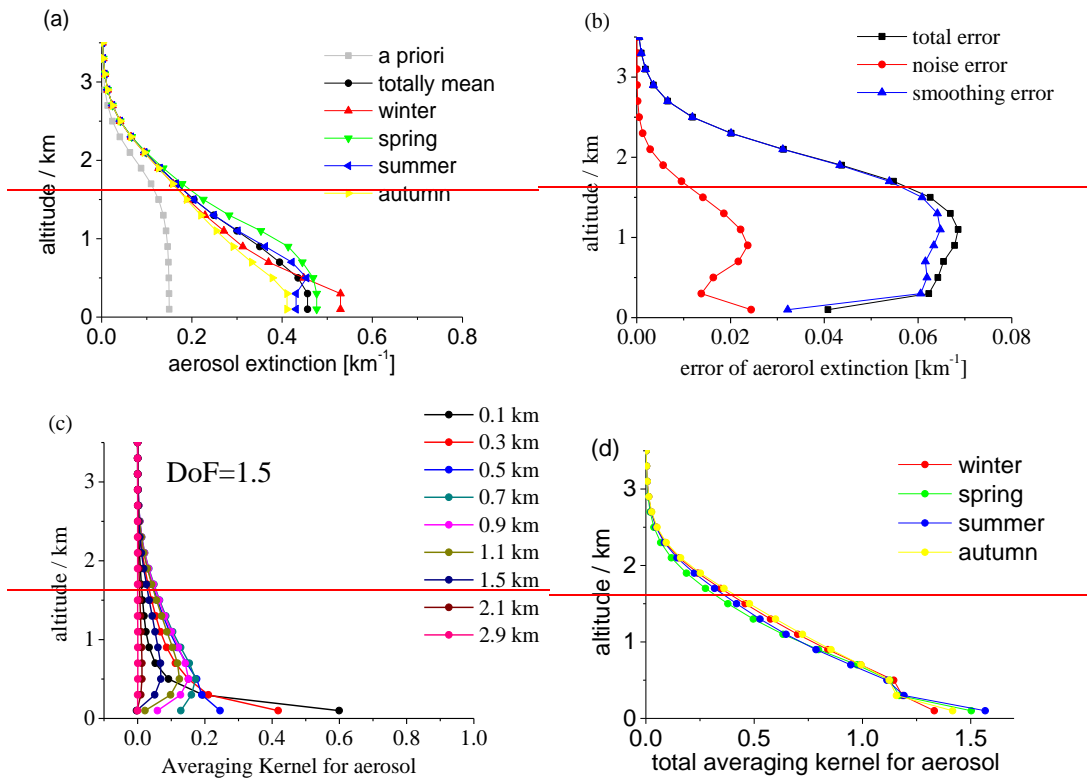 (a)
a priori
totally mean
winter
spring
summer
autumn
altitude / km
3
2
1
0
0.0 0.2 0.4 0.6 0.8
aerosol extinction [km-1]
(b)
total error
noise error
smoothing error
altitude / km
3
2
1
0
0.00 0.02 0.04 0.06 0.08
error of aerorol extinction [km-1]
(c)
DoF=1.5
0.1 km
0.3 km
0.5 km
0.7 km
0.9 km
1.1 km
1.5 km
2.1 km
2.9 km
altitude / km
3
2
1
0
0.0 0.2 0.4 0.6 0.8 1.0
Averaging Kernel for aerosol
(d)
winter
spring
summer
autumn
altitude / km
3
2
1
0
0.0 0.5 1.0 1.5
total averaging kernel for aerosol